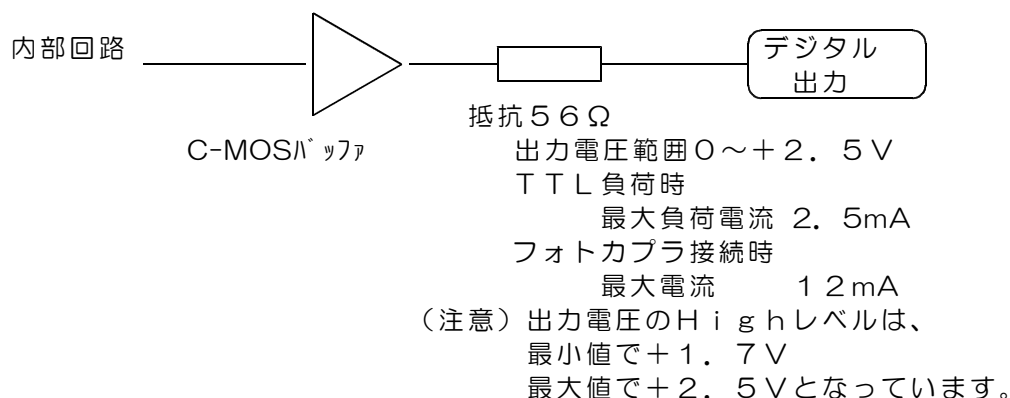 内部回路
デジタル
出力
抵抗５６Ω
C-MOSﾊﾞｯﾌｧ
出力電圧範囲０～＋２．５Ｖ
ＴＴＬ負荷時
最大負荷電流 ２．５mA
フォトカプラ接続時
最大電流 １２mA
（注意）出力電圧のＨｉｇｈレベルは、
最小値で＋１．７Ｖ
最大値で＋２．５Ｖとなっています。